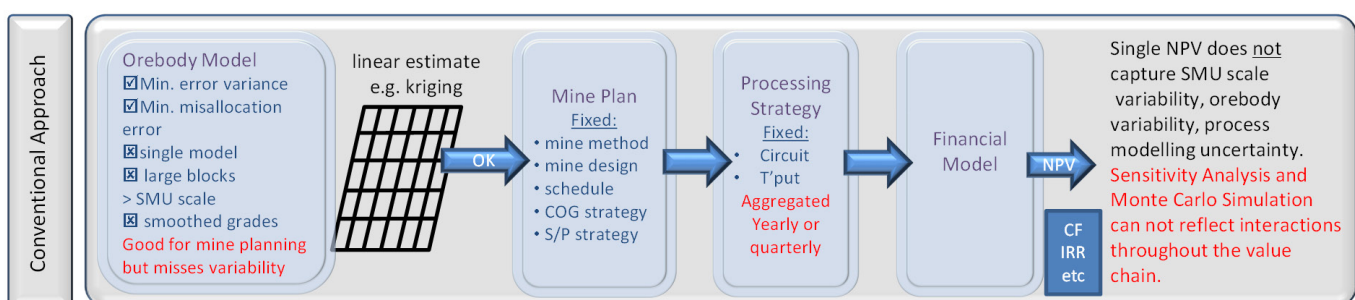 Conventional Approach
Orebody Model
☑Min. error variance
☑Min. misallocation
error
☒single model
☒ large blocks
> SMU scale
☒ smoothed grades
Good for mine planning
but misses variability
linear estimate
e.g. kriging
OK
Mine Plan
Fixed:
• mine method
• mine design
• schedule
• COG strategy
• S/P strategy
Processing
Strategy
Fixed:
• Circuit
• T'put
Aggregated
Yearly or
quarterly
Financial
Model
NPV
CF
IRR
etc
Single NPV does not
capture SMU scale
variability, orebody
variability, process
modelling uncertainty.
Sensitivity Analysis and
Monte Carlo Simulation
can not reflect interactions
throughout the value
chain.